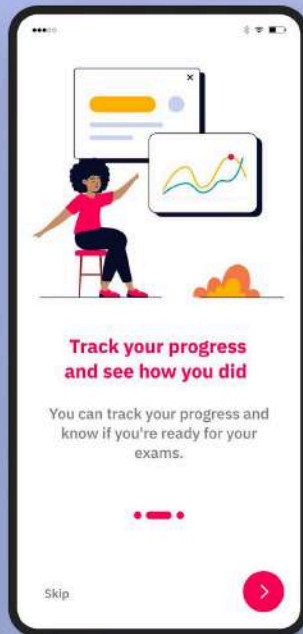 Track your progress
and see how you did
You can track your progress and
know if you're ready for your
exams.
Skip